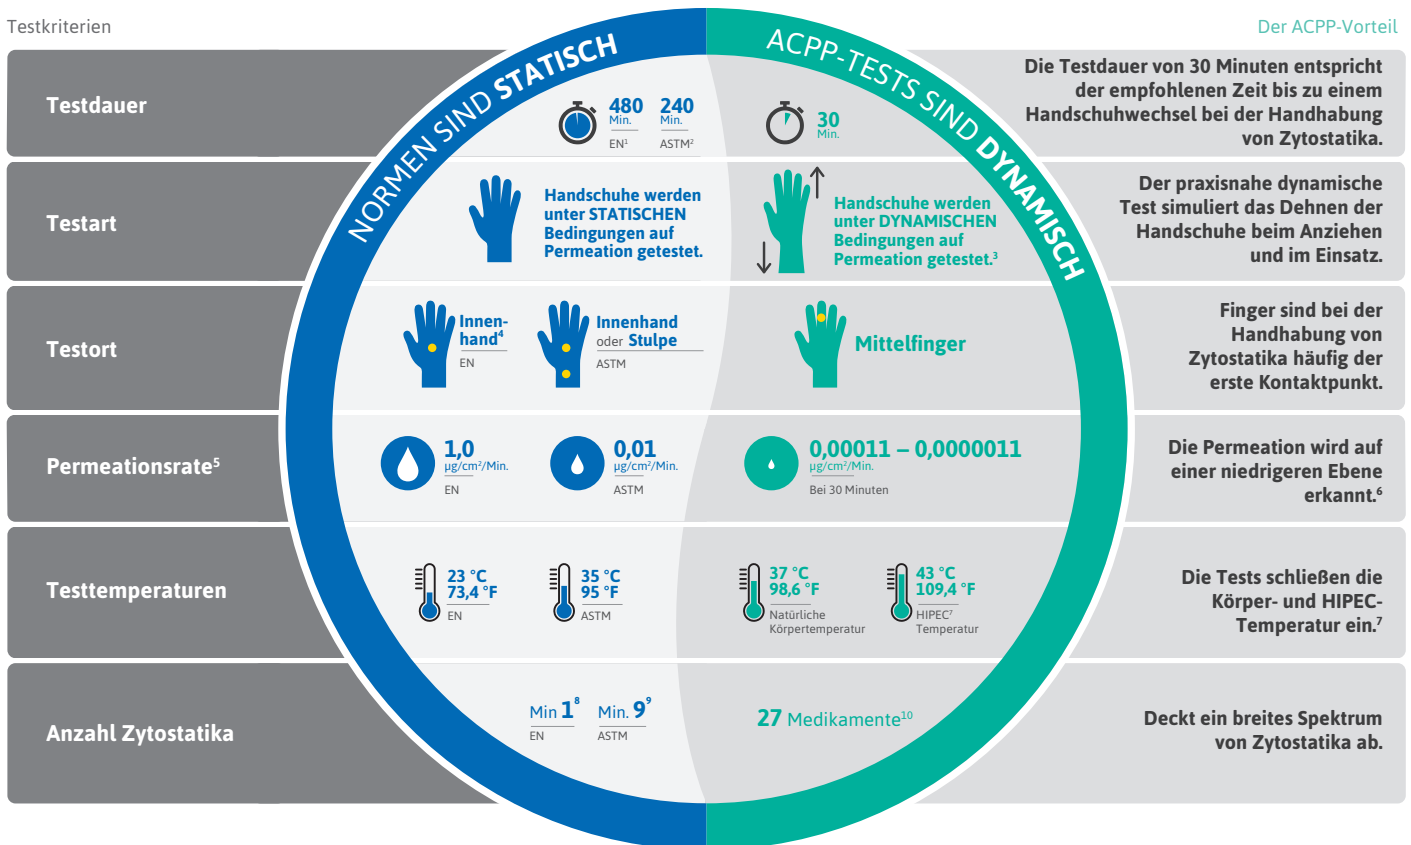 Testkriterien
Der ACPP-Vorteil
NORMEN SIND STATISCH
ACPP-TESTS SIND DYNAMISCH
Testdauer
480
Min.
EN¹
240
Min.
ASTM²
30
Min.
Die Testdauer von 30 Minuten entspricht
der empfohlenen Zeit bis zu einem
Handschuhwechsel bei der Handhabung
von Zytostatika.
Testart
Handschuhe werden
unter STATISCHEN
Bedingungen auf
Permeation getestet.
Handschuhe werden
unter DYNAMISCHEN
Bedingungen auf
Permeation getestet.³
Der praxisnahe dynamische
Test simuliert das Dehnen der
Handschuhe beim Anziehen
und im Einsatz.
Testort
Innen-
hand⁴
EN
Innenhand
oder Stulpe
ASTM
Mittelfinger
Finger sind bei der
Handhabung von
Zytostatika häufig der
erste Kontaktpunkt.
Permeationsrate⁵
1,0
µg/cm²/Min.
EN
0,01
µg/cm²/Min.
ASTM
0,00011 – 0,0000011
µg/cm²/Min.
Bei 30 Minuten
Die Permeation wird auf
einer niedrigeren Ebene
erkannt.⁶
Testtemperaturen
23 °C
73,4 °F
EN
35 °C
95 °F
ASTM
37 °C
98,6 °F
Natürliche
Körpertemperatur
43 °C
109,4 °F
HIPEC⁷
Temperatur
Die Tests schließen die
Körper- und HIPEC-
Temperatur ein.⁷
Anzahl Zytostatika
Min 1⁸
EN
Min. 9⁹
ASTM
27 Medikamente¹⁰
Deckt ein breites Spektrum
von Zytostatika ab.